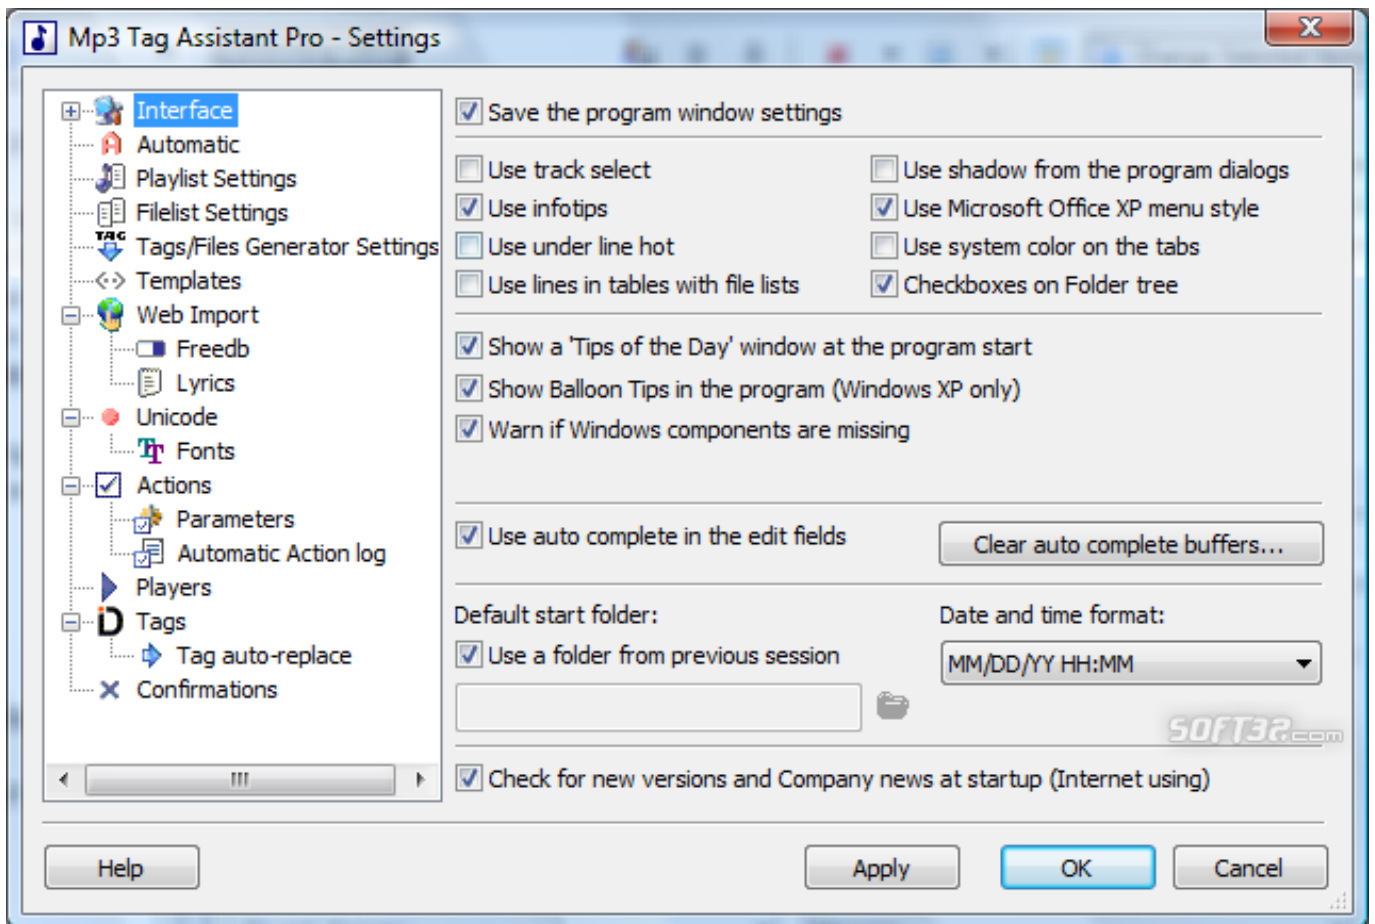 Mp3 Tag Assistant Pro - Settings
X
Interface
Automatic
Playlist Settings
Filelist Settings
TAG
Tags/Files Generator Settings
Templates
Web Import
Freedb
Lyrics
Unicode
Fonts
Actions
Parameters
Automatic Action log
Players
Tags
Tag auto-replace
Confirmations
Save the program window settings
Use track select
Use shadow from the program dialogs
Use infotips
Use Microsoft Office XP menu style
Use under line hot
Use system color on the tabs
Use lines in tables with file lists
Checkboxes on Folder tree
Show a 'Tips of the Day' window at the program start
Show Balloon Tips in the program (Windows XP only)
Warn if Windows components are missing
Use auto complete in the edit fields
Clear auto complete buffers...
Default start folder:
Date and time format:
Use a folder from previous session
MM/DD/YY HH:MM
SOFT32.com
Check for new versions and Company news at startup (Internet using)
Help
Apply
OK
Cancel